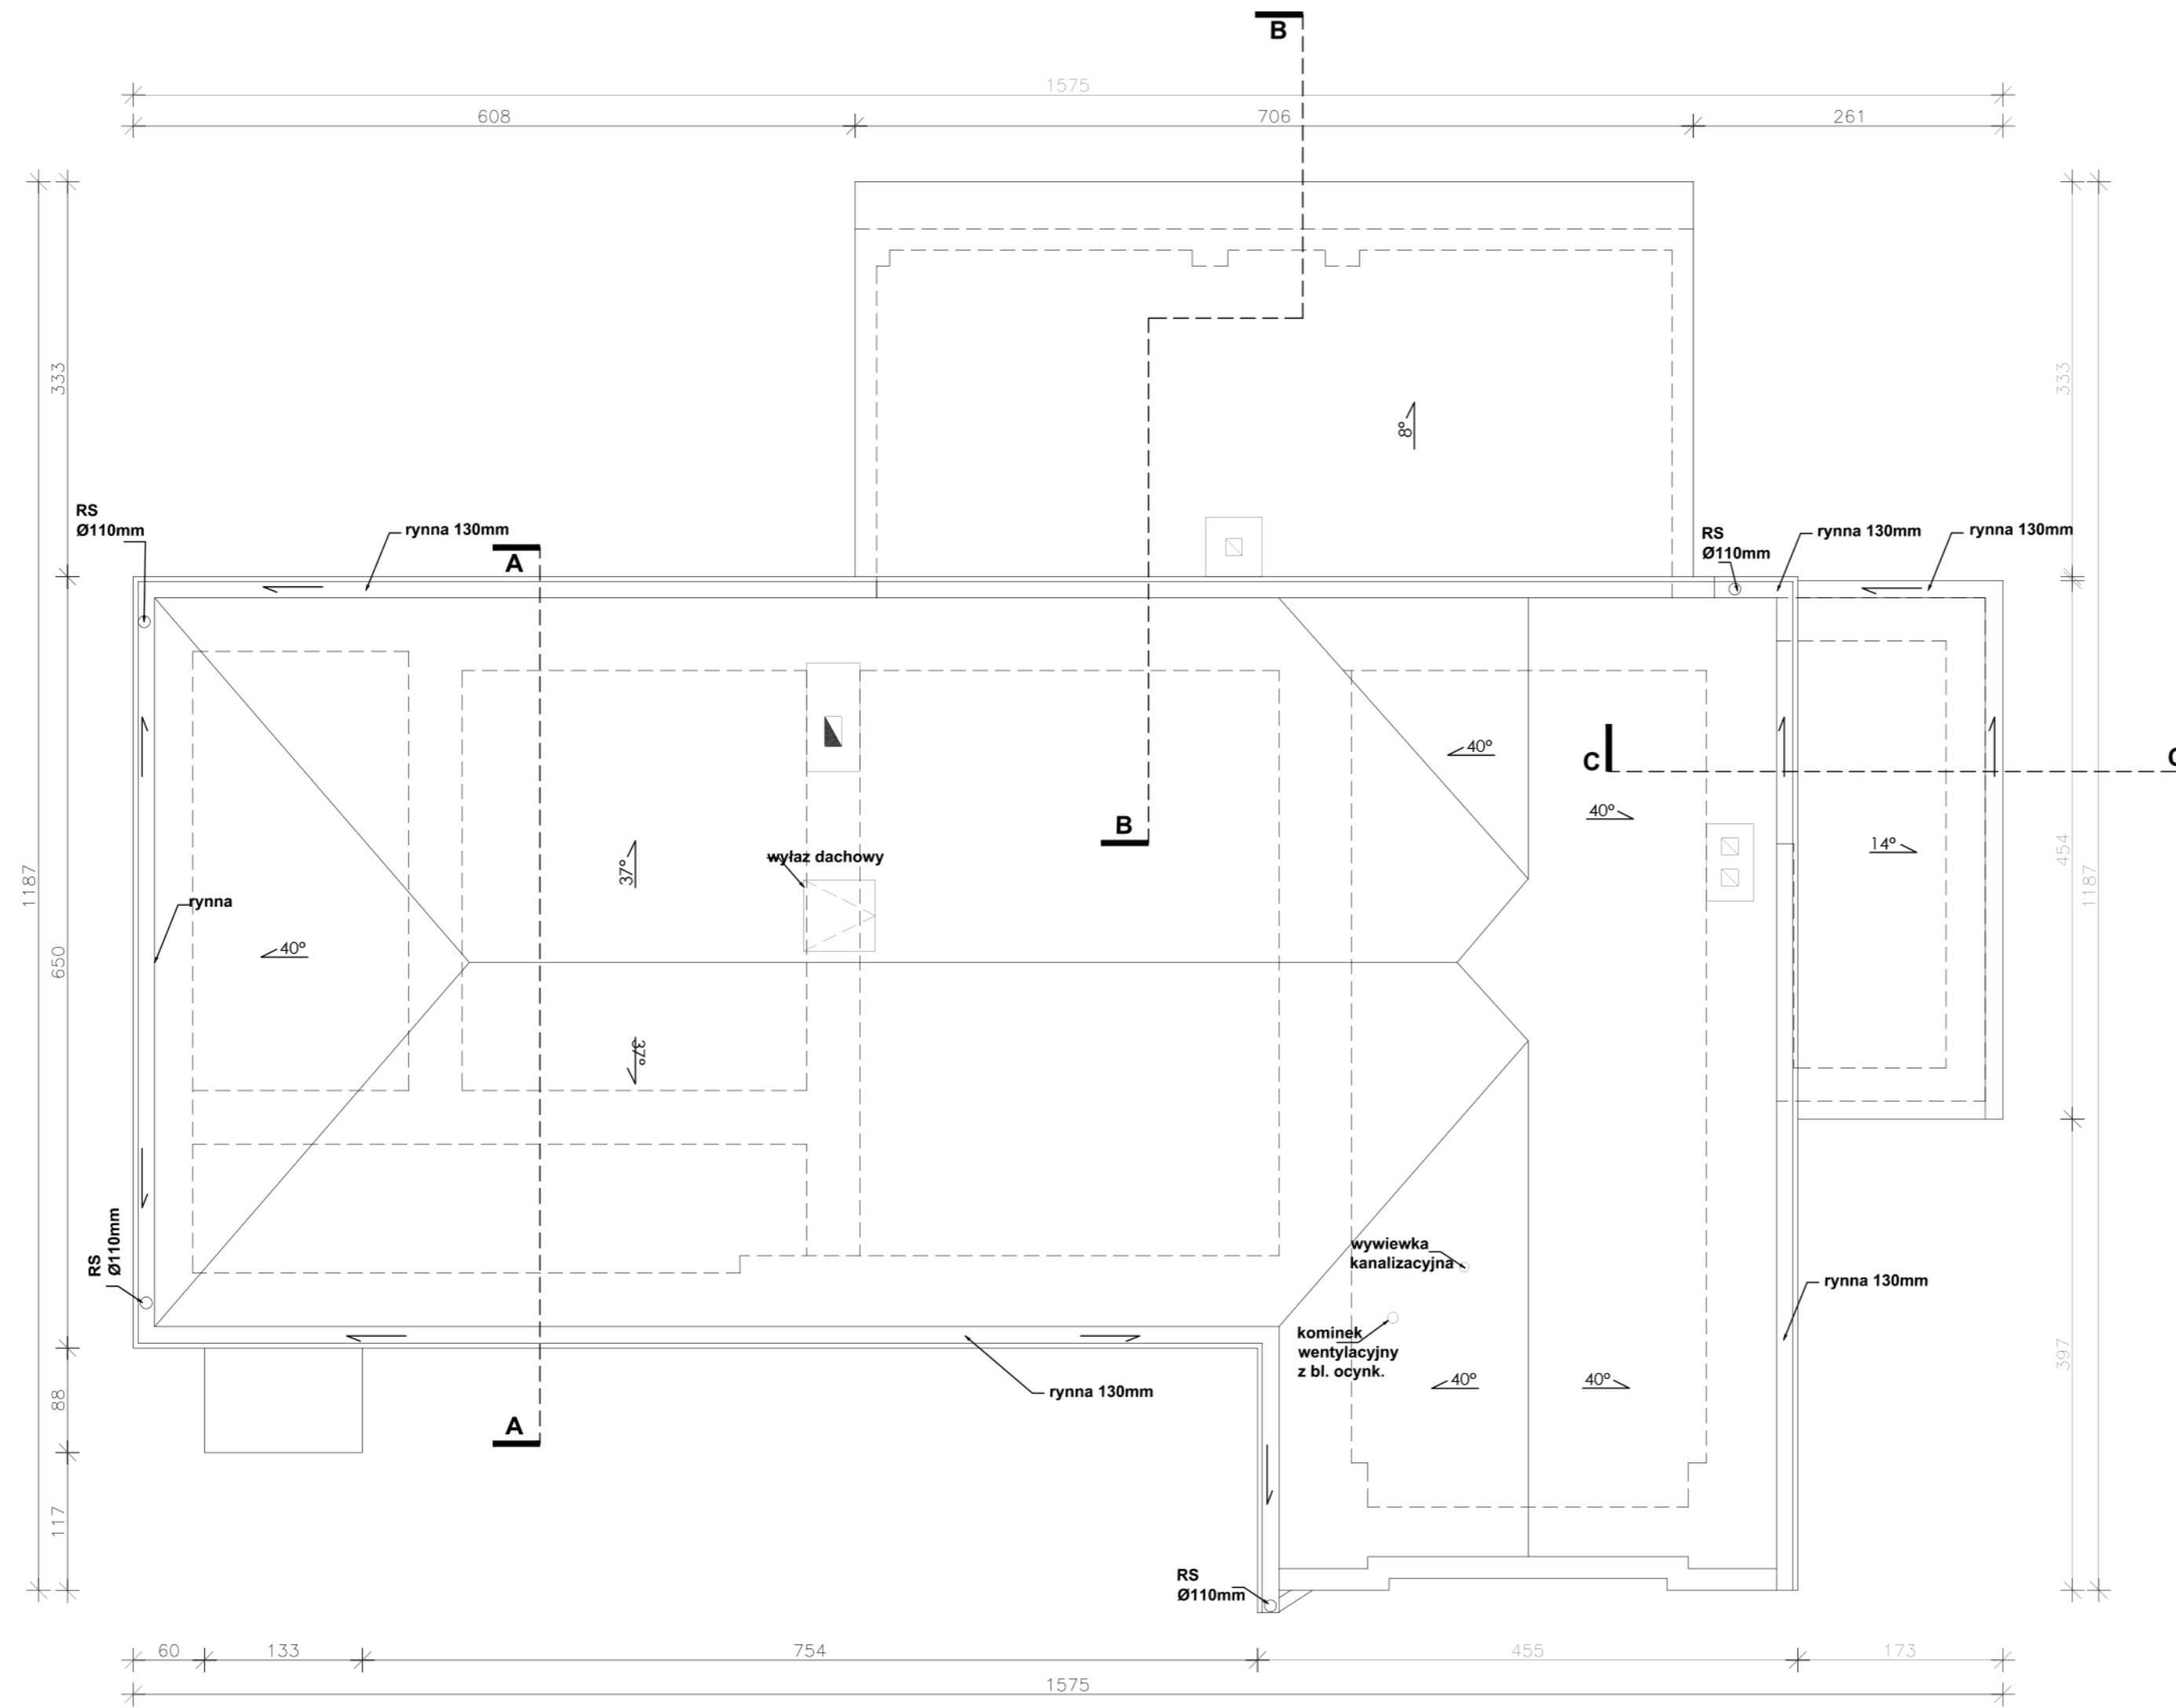 B
1575
608
706
261
333
333
8°
RS
Ø110mm
rynna 130mm
A
RS
Ø110mm
rynna 130mm
rynna 130mm
40°
C
C
40°
B
14°
454
1187
1187
wyłaz dachowy
37°
rynna
40°
650
37°
RS
Ø110mm
wywiewka
kanalizacyjna
rynna 130mm
kominek
wentylacyjny
z bl. ocynk.
397
40°
40°
rynna 130mm
88
A
117
RS
Ø110mm
60
133
754
455
173
1575